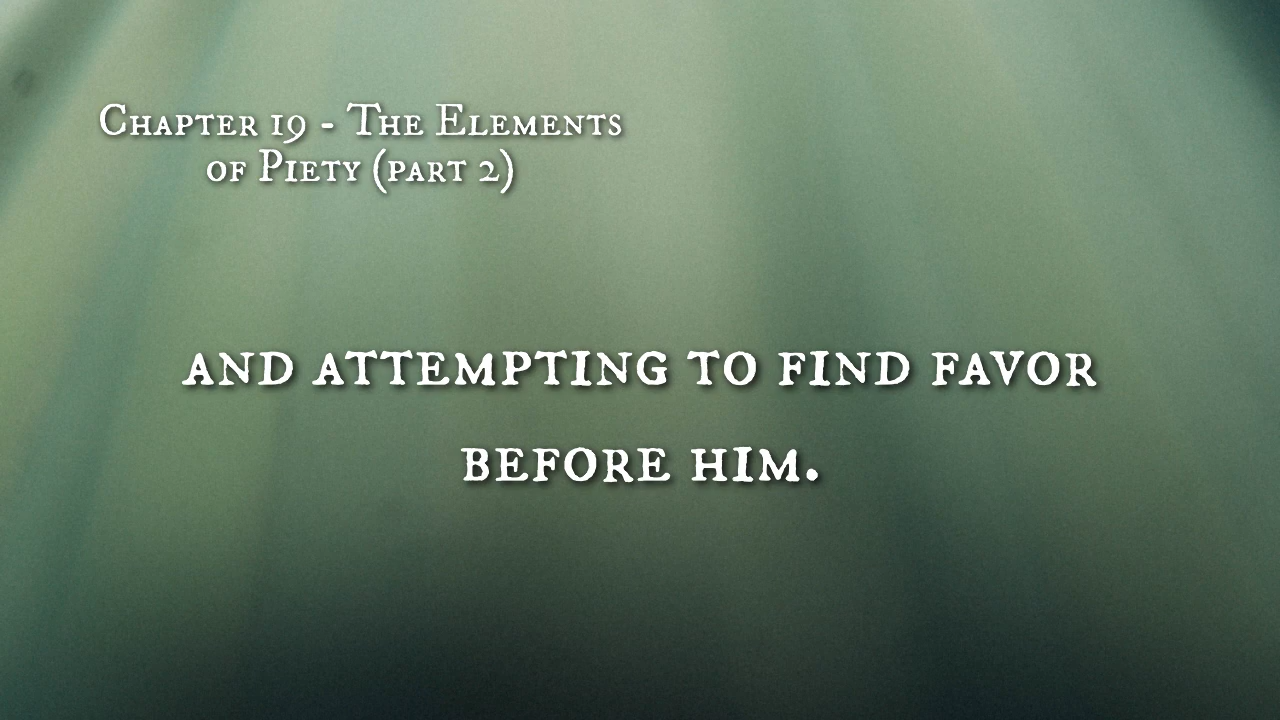 Chapter 19 - The Elements
of Piety (part 2)
and attempting to find favor
before him.